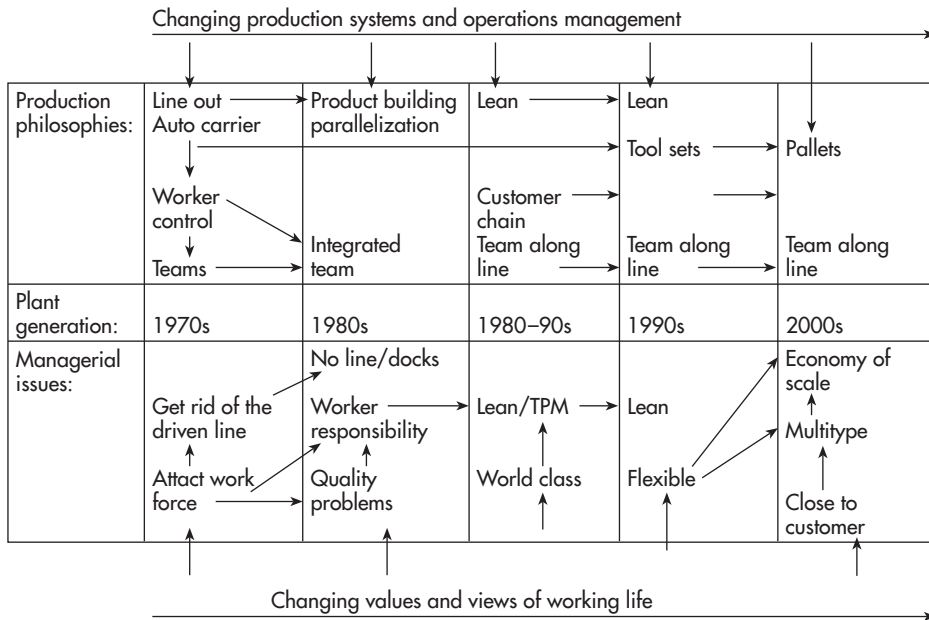 Changing production systems and operations management
Production
philosophies:
Line out
Auto carrier
Worker
control
Teams
Product building
parallelization
Integrated
team
Lean
Customer
chain
Team along
line
Lean
Tool sets
Team along
line
Pallets
Team along
line
Plant
generation:
1970s
1980s
1980–90s
1990s
2000s
Managerial
issues:
Get rid of the
driven line
Attact work
force
No line/docks
Worker
responsibility
Quality
problems
Lean/TPM
World class
Lean
Flexible
Economy of
scale
Multitype
Close to
customer
Changing values and views of working life